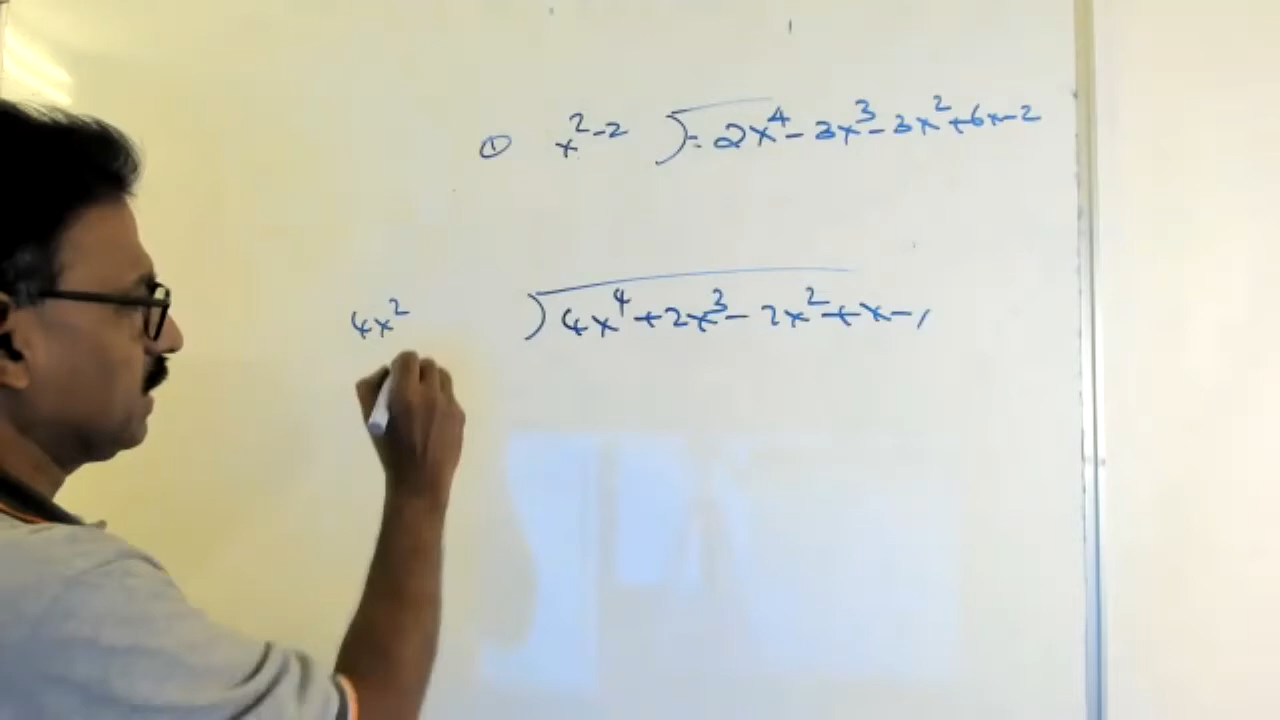 ① x²-2 ) 2x⁴-3x³-3x²+6x-2
4x² ) 4x⁴+2x³-2x²+x-1